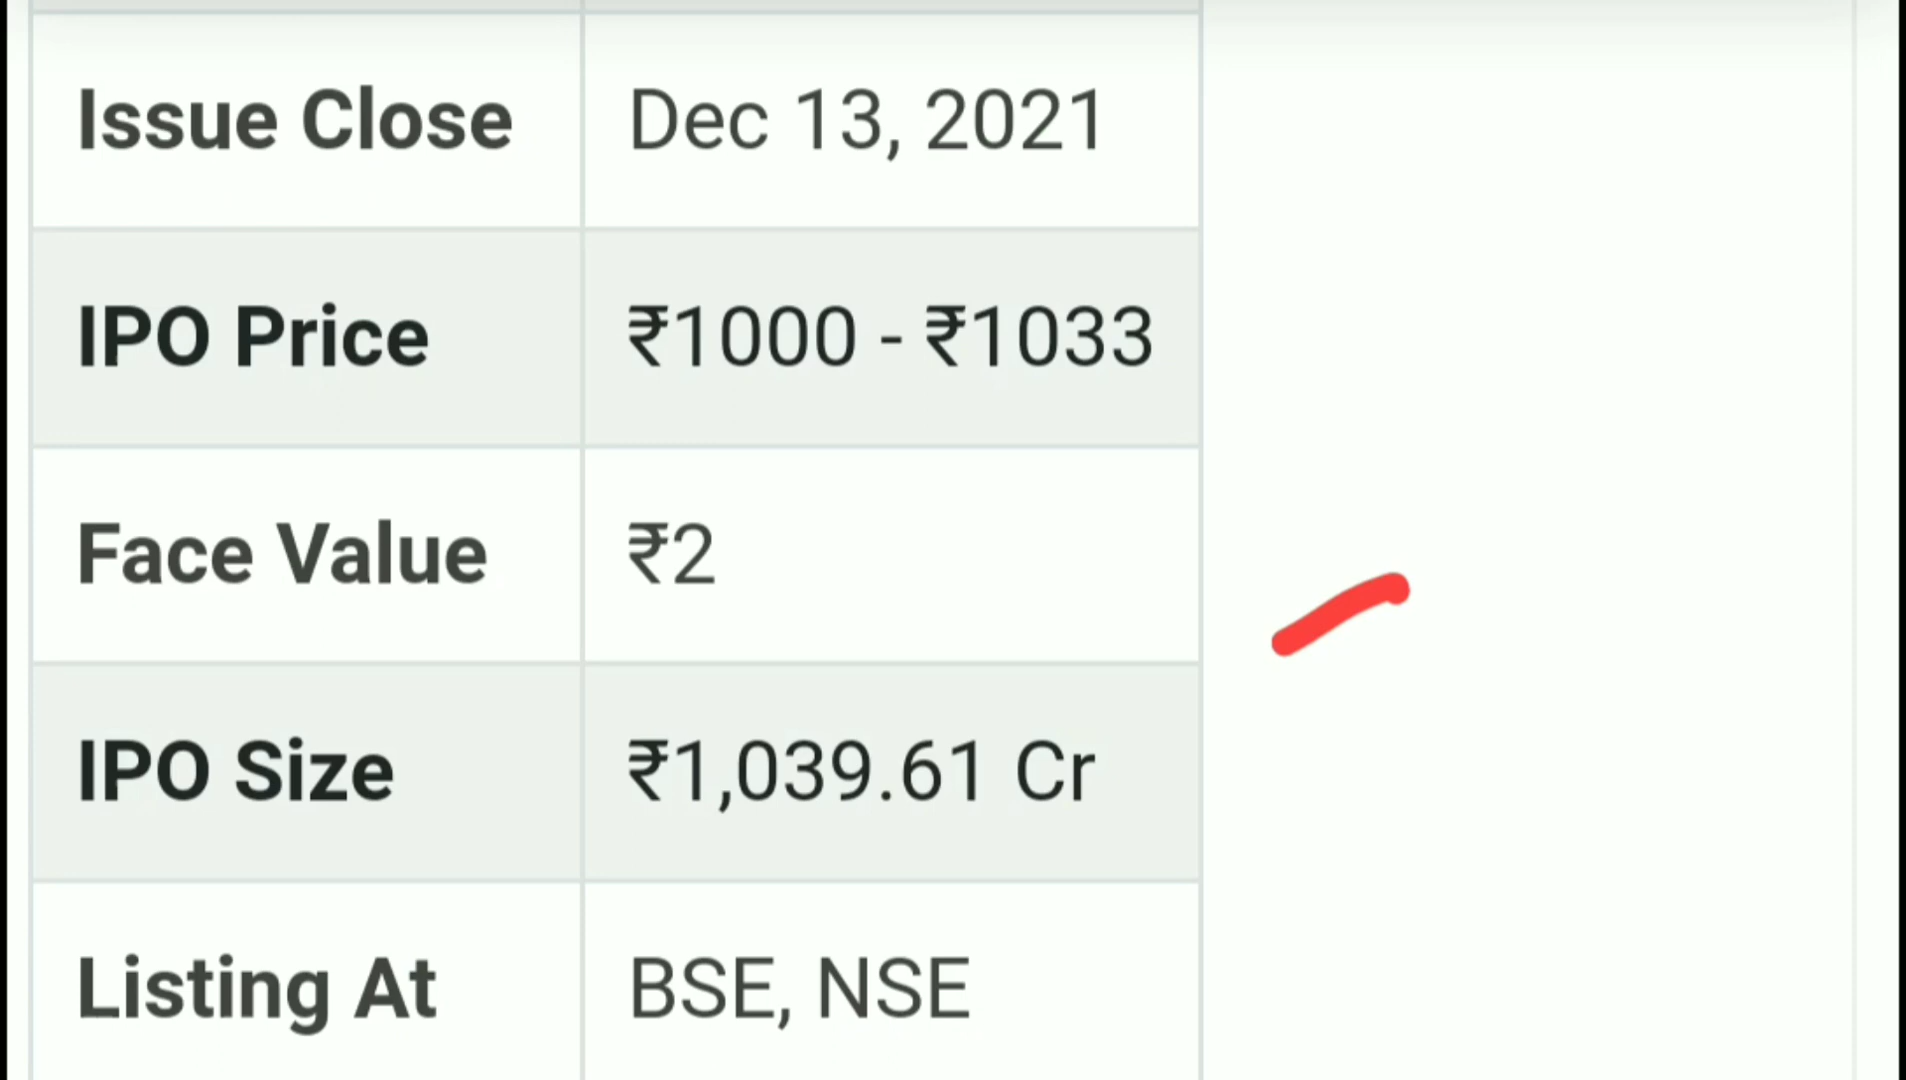 Issue Close Dec 13, 2021
IPO Price ₹1000 - ₹1033
Face Value ₹2
IPO Size ₹1,039.61 Cr
Listing At BSE, NSE